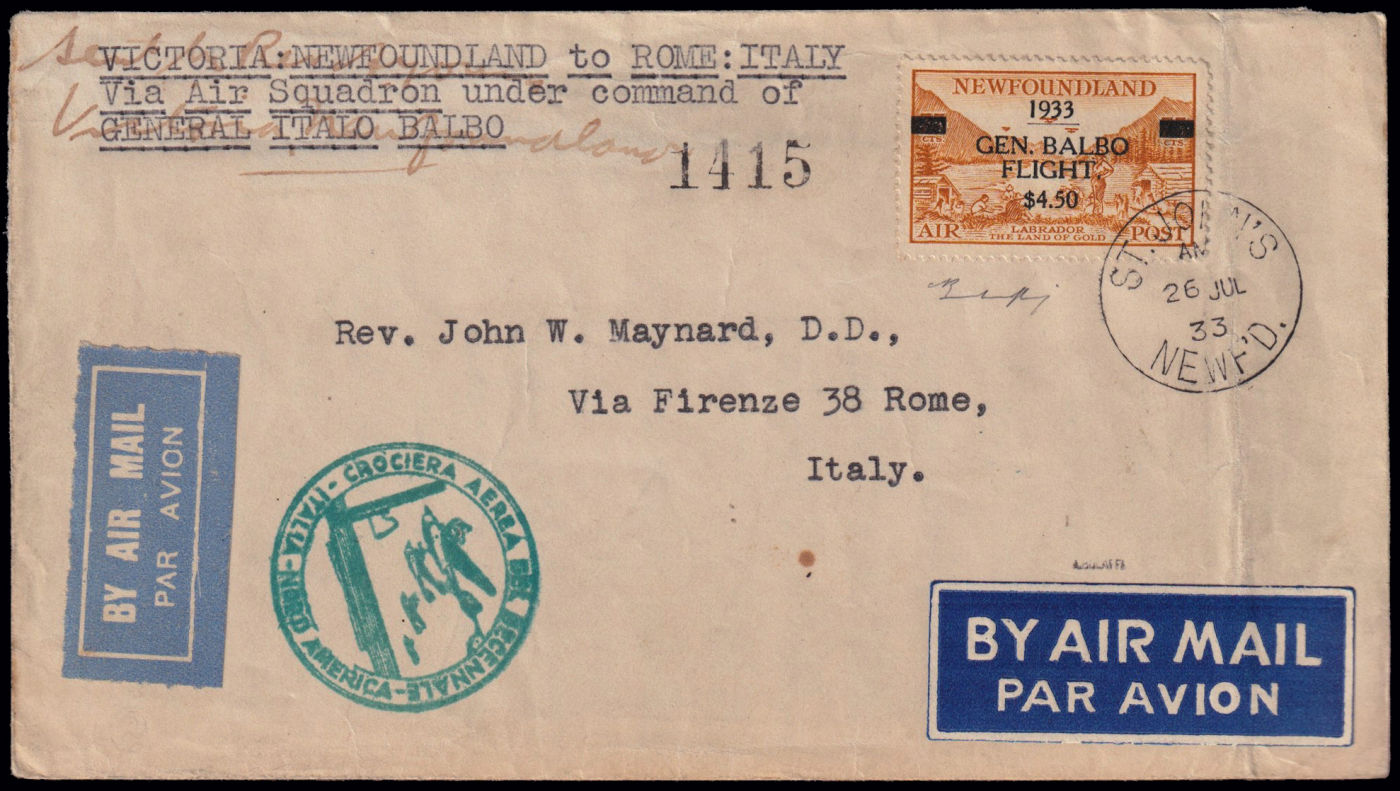 VICTORIA:NEWFOUNDLAND to ROME:ITALY
Via Air Squadron under command of
GENERAL ITALO BALBO
1415
NEWFOUNDLAND
1933
GEN. BALBO
FLIGHT.
$4.50
CTS
CTS
LABRADOR
AIR THE LAND OF GOLD POST
ST. JOHN'S
AM
26 JUL
33
NEWF'D.
Rev. John W. Maynard, D.D.,
Via Firenze 38 Rome,
Italy.
BY AIR MAIL
PAR AVION
CROCIERA AEREA DEL DECENNALE - NORD AMERICA - ITALIA -
BY AIR MAIL
PAR AVION